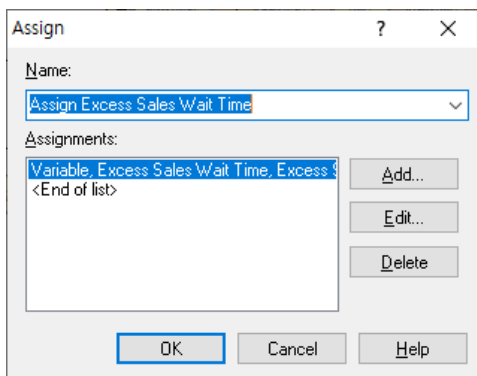 Assign
?
Name:
Assign Excess Sales Wait Time
Assignments:
Variable, Excess Sales Wait Time, Excess
<End of list>
Add...
Edit...
Delete
OK
Cancel
Help